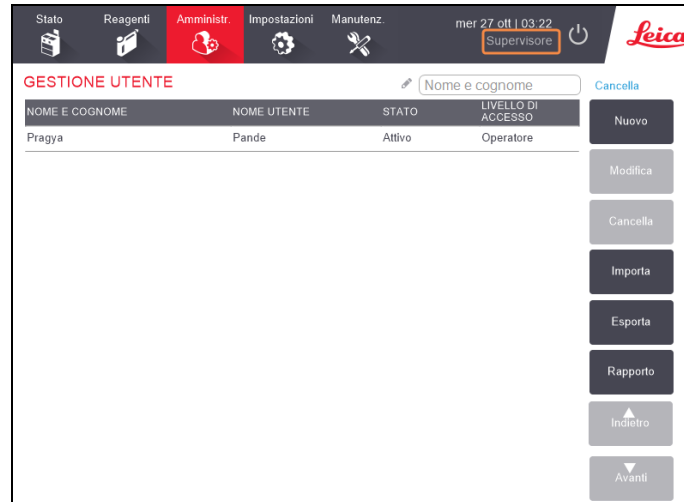 Stato Reagenti Amministr. Impostazioni Manutenz. mer 27 ott | 03:22
Supervisore
Leica
GESTIONE UTENTE Nome e cognome Cancella
NOME E COGNOME NOME UTENTE STATO LIVELLO DI ACCESSO
Pragya Pande Attivo Operatore
Nuovo
Modifica
Cancella
Importa
Esporta
Rapporto
Indietro
Avanti